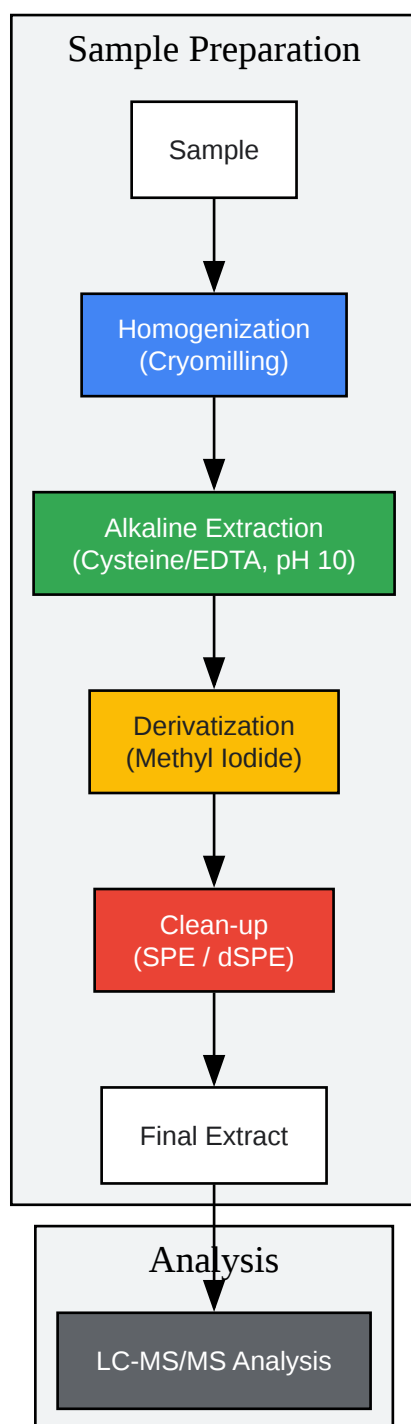 Sample Preparation
Sample
Homogenization
(Cryomilling)
Alkaline Extraction
(Cysteine/EDTA, pH 10)
Derivatization
(Methyl Iodide)
Clean-up
(SPE / dSPE)
Final Extract
Analysis
LC-MS/MS Analysis